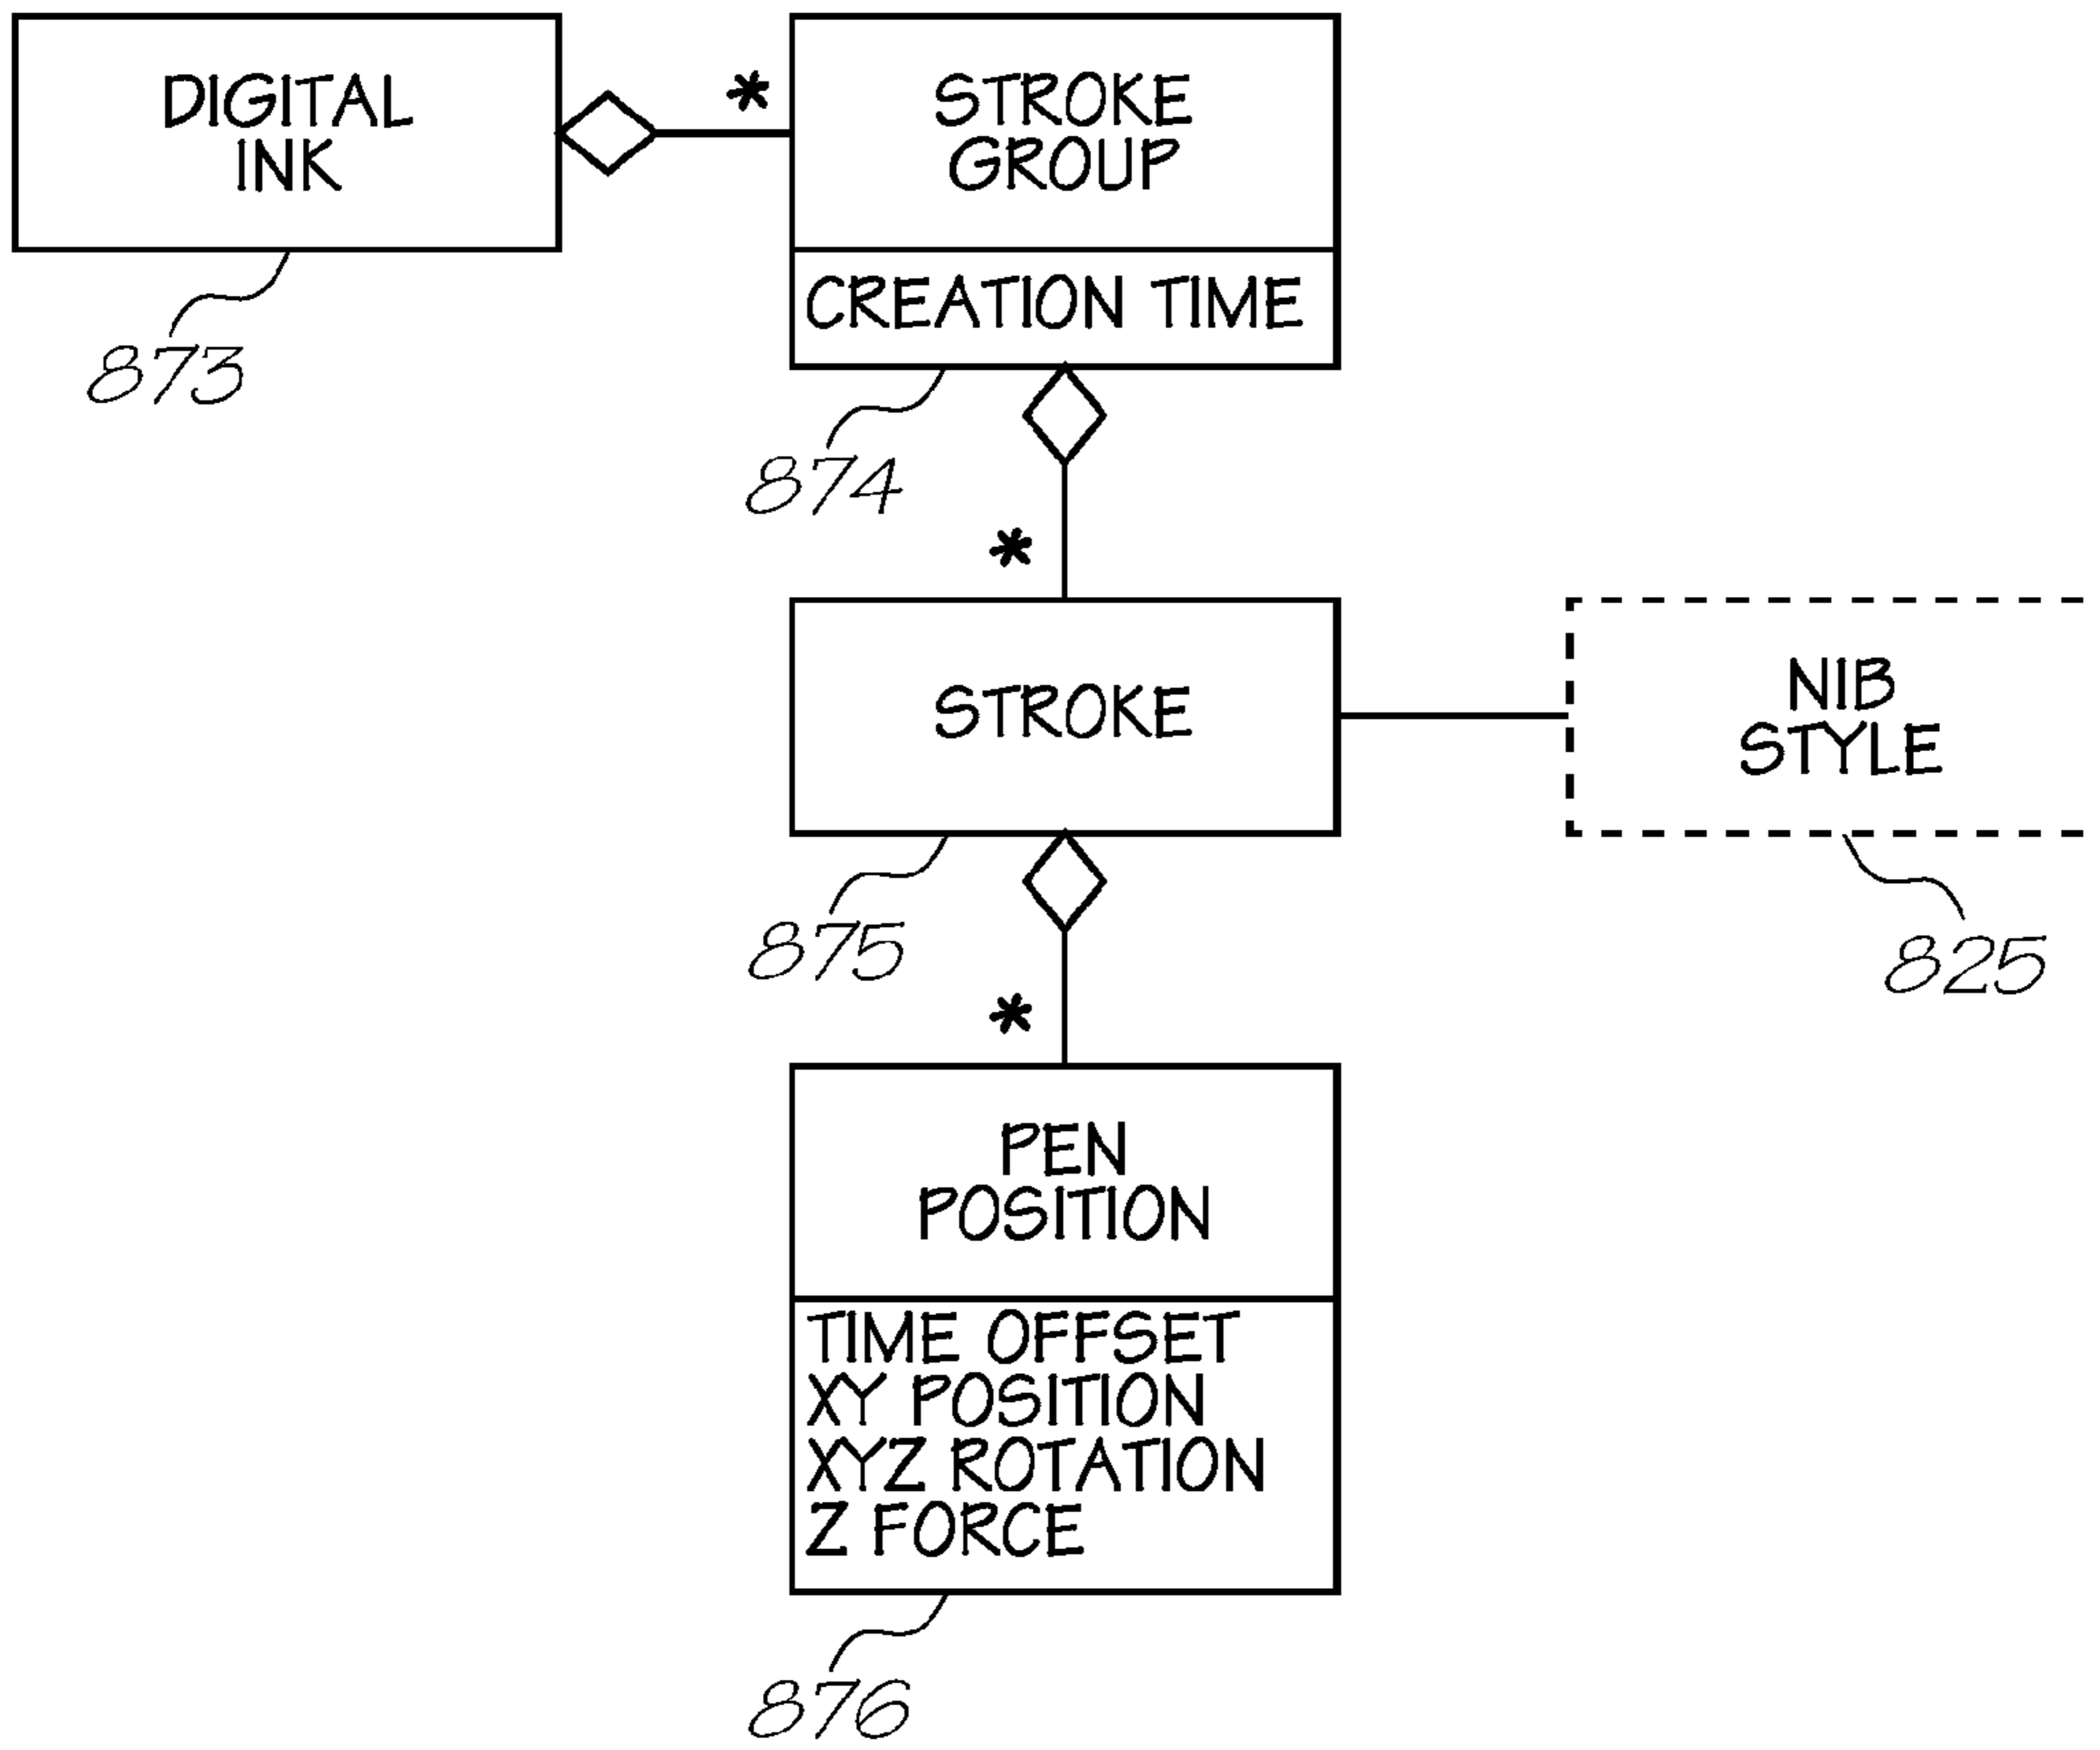 DIGITAL
INK
873
*
STROKE
GROUP
CREATION TIME
874
*
STROKE
875
NIB
STYLE
825
*
PEN
POSITION
TIME OFFSET
XY POSITION
XYZ ROTATION
Z FORCE
876